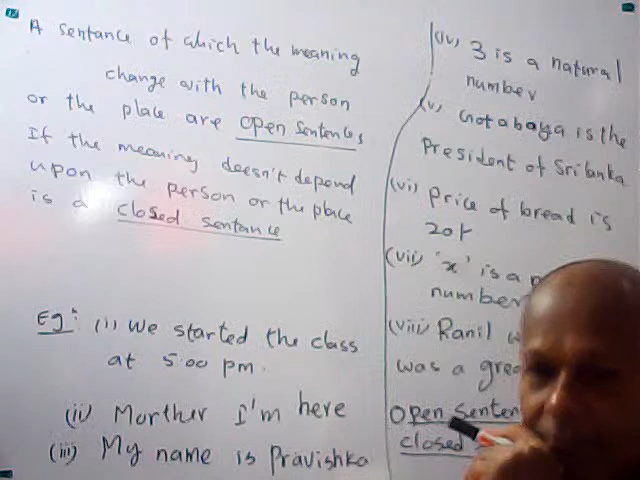 A sentance of which the meaning
change with the person
or the place are open sentences
If the meaning doesn't depend
upon the person or the place
is a closed sentance
Eg: (i) We started the class
at 5.00 pm.
(ii) Morther I'm here
(iii) My name is Pravishka
(iv) 3 is a natural
number
(v) Gotabaya is the
President of Srilanka
(vi) Price of bread is
(vii) 'x' is a
number
(viii) Ranil
was a
open
closed